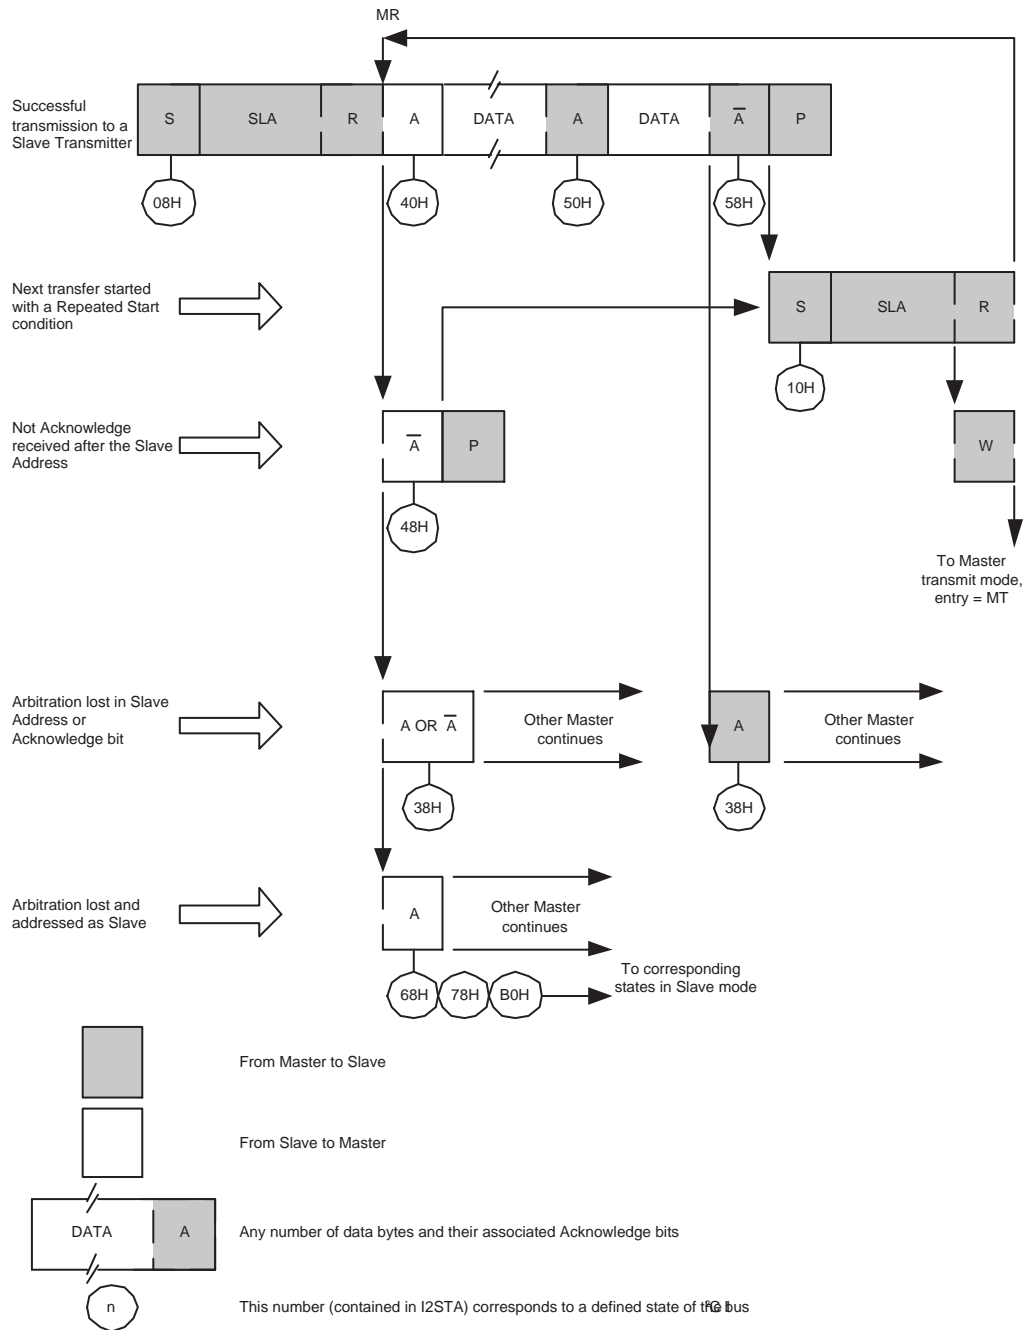 MR
Successful
transmission to a
Slave Transmitter
S SLA R A DATA A DATA A̅ P
08H 40H 50H 58H
Next transfer started
with a Repeated Start
condition
S SLA R
10H
Not Acknowledge
received after the Slave
Address
A̅ P
W
48H
To Master
transmit mode,
entry = MT
Arbitration lost in Slave
Address or
Acknowledge bit
A OR A̅
Other Master
continues
A
Other Master
continues
38H 38H
Arbitration lost and
addressed as Slave
A
Other Master
continues
68H 78H B0H
To corresponding
states in Slave mode
From Master to Slave
From Slave to Master
DATA A
Any number of data bytes and their associated Acknowledge bits
n
This number (contained in I2STA) corresponds to a defined state of the bus